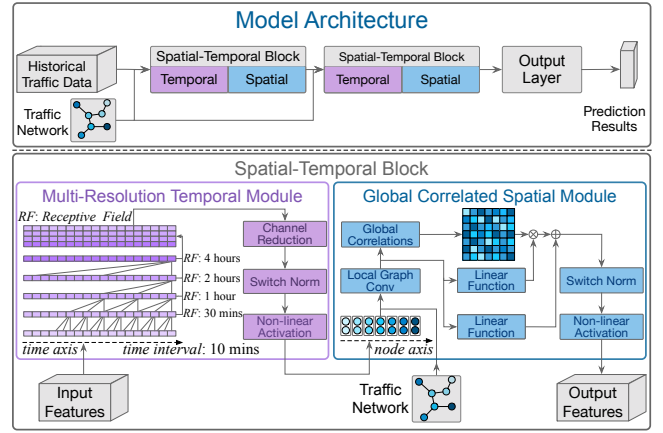 Model Architecture
Historical
Traffic Data
Spatial-Temporal Block
Temporal
Spatial
Spatial-Temporal Block
Temporal
Spatial
Output
Layer
Traffic
Network
Prediction
Results
Spatial-Temporal Block
Multi-Resolution Temporal Module
RF: Receptive Field
RF: 4 hours
RF: 2 hours
RF: 1 hour
RF: 30 mins
time axis
time interval: 10 mins
Channel
Reduction
Switch Norm
Non-linear
Activation
Global Correlated Spatial Module
Global
Correlations
Local Graph
Conv
node axis
Linear
Function
Linear
Function
Switch Norm
Non-linear
Activation
Input
Features
Traffic
Network
Output
Features